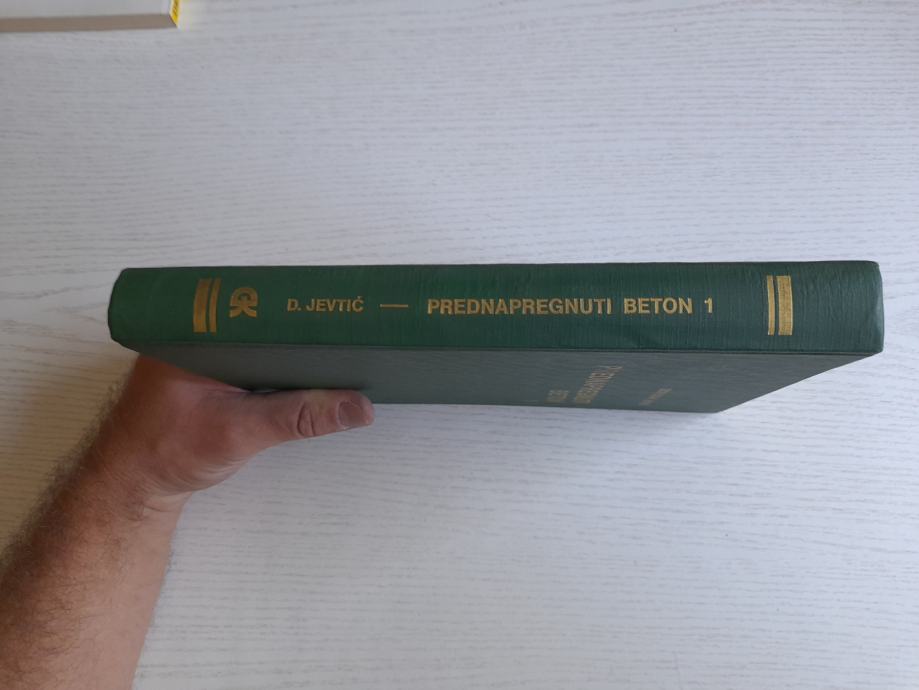 D. JEVTIĆ — PREDNAPREGNUTI BETON 1